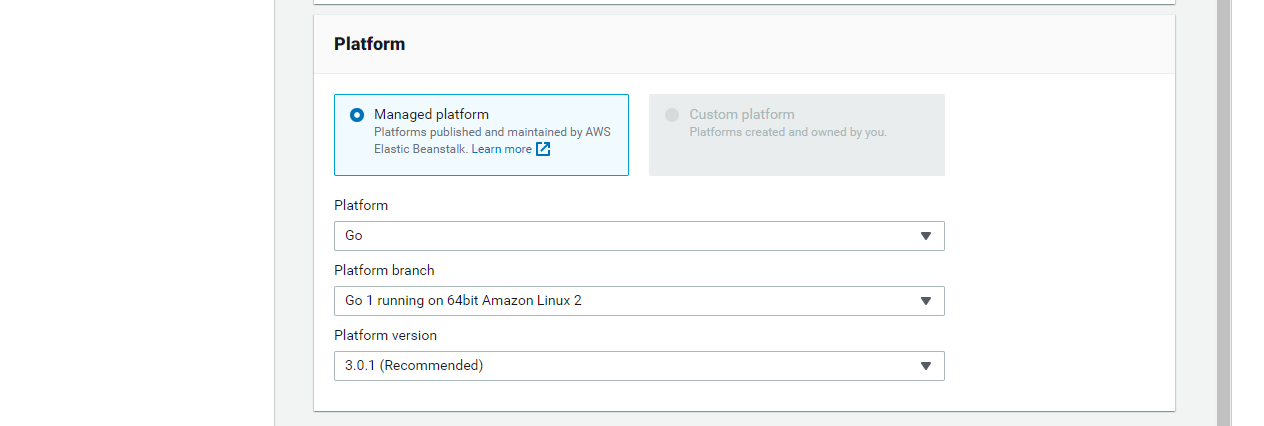 Platform
Managed platform
Platforms published and maintained by AWS
Elastic Beanstalk. Learn more
Custom platform
Platforms created and owned by you.
Platform
Go
Platform branch
Go 1 running on 64bit Amazon Linux 2
Platform version
3.0.1 (Recommended)